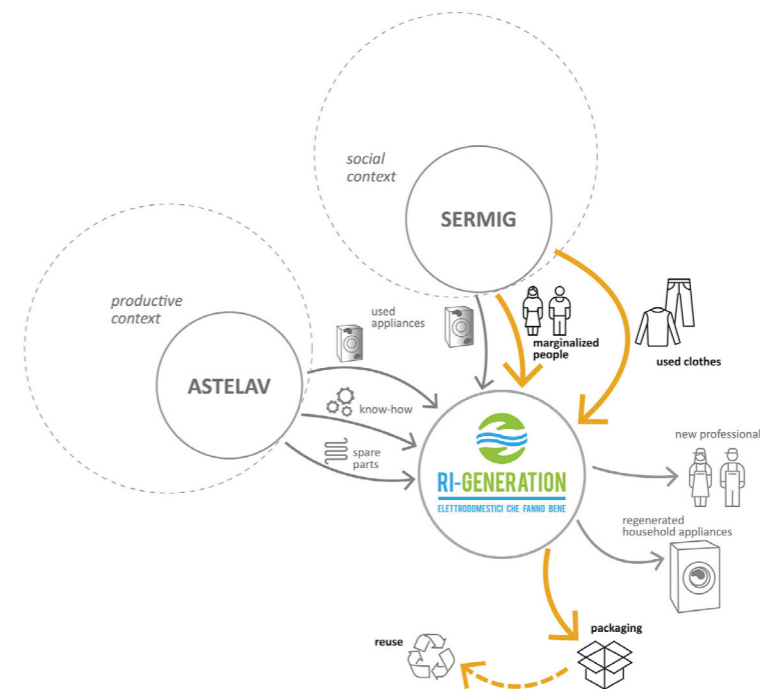 social
context
SERMIG
productive
context
used
appliances
marginalized
people
used clothes
ASTELAV
know-how
spare
parts
RI-GENERATION
ELETTRODOMESTICI CHE FANNO BENE
new professional
regenerated
household appliances
packaging
reuse